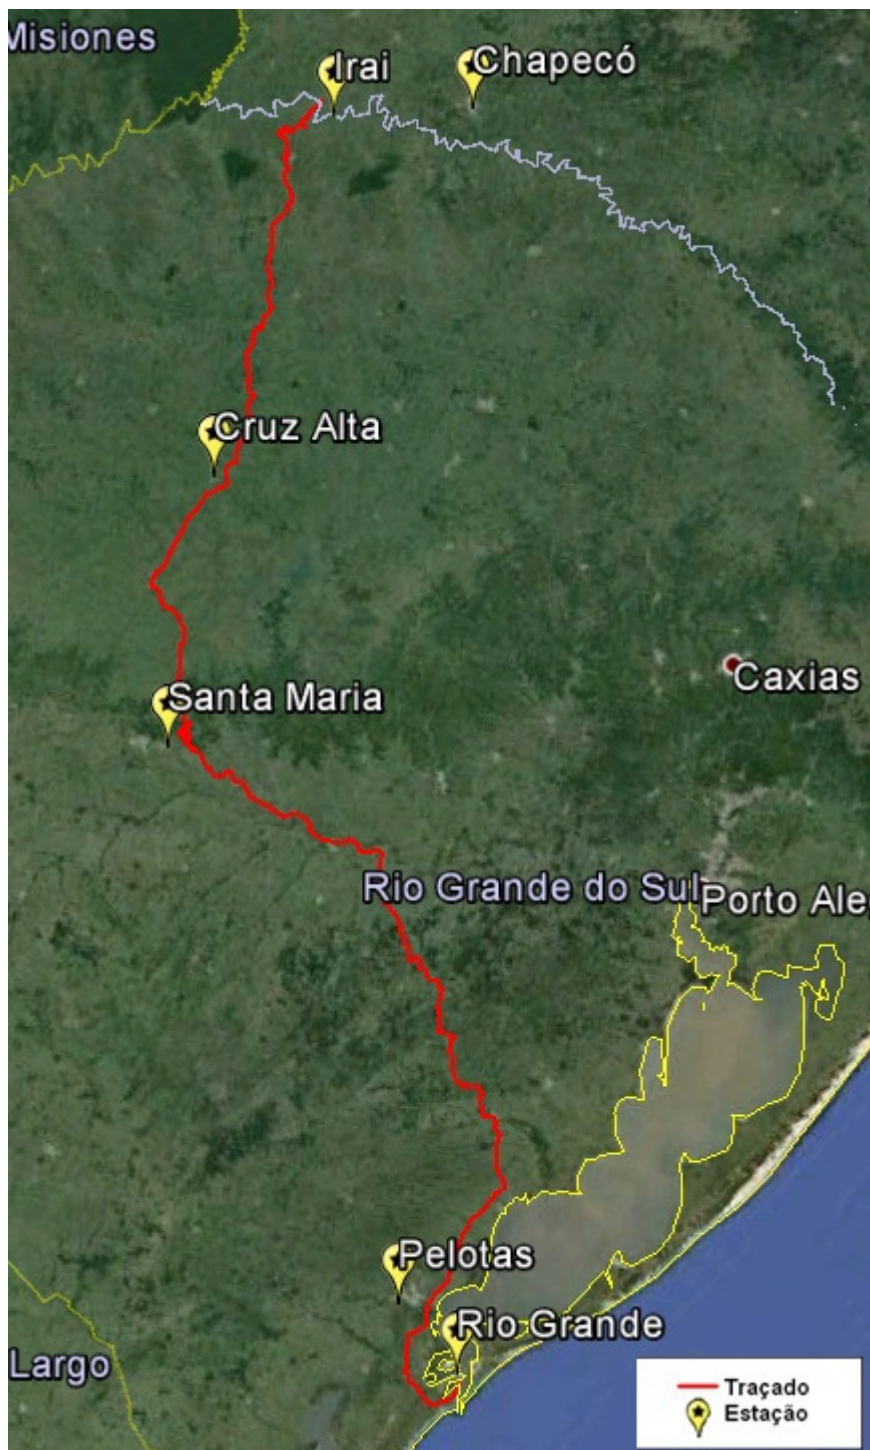 Misiones
Irai
Chapecó
Cruz Alta
Santa Maria
Caxias
Rio Grande do Sul
Porto Aleg
Pelotas
Rio Grande
Largo
Traçado
Estação